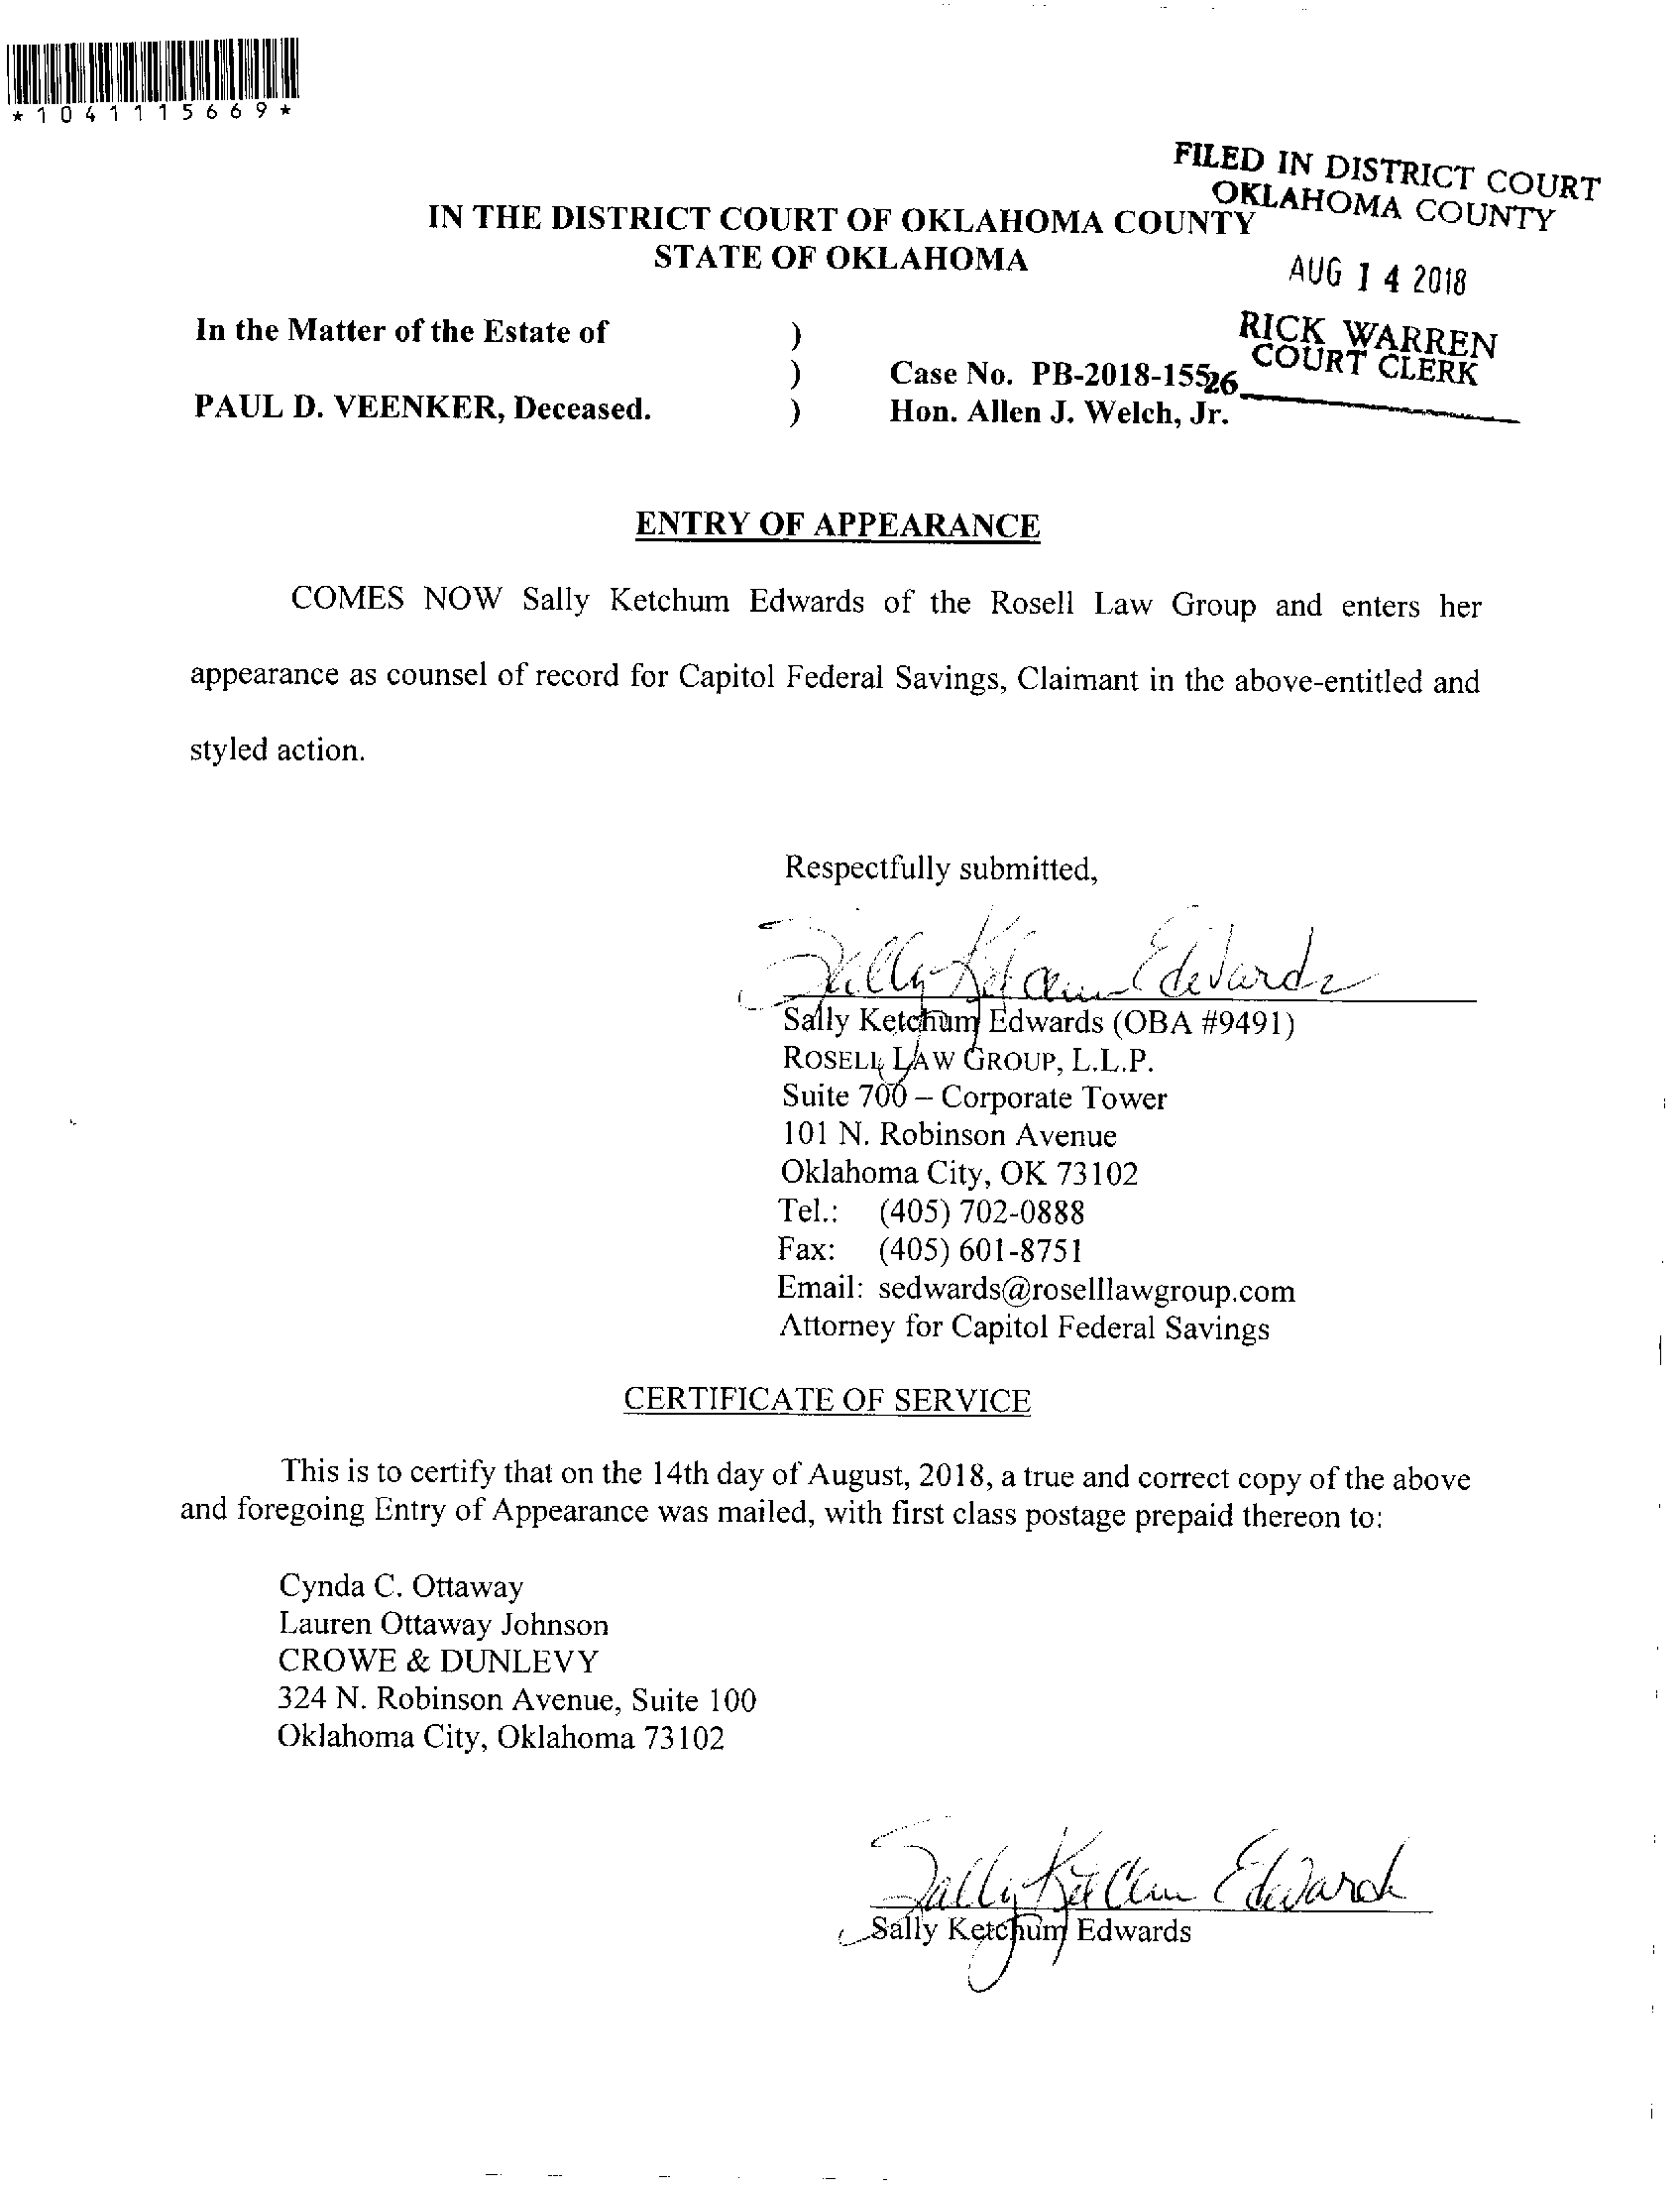 *1041115669*
FILED IN DISTRICT COURT
OKLAHOMA COUNTY
IN THE DISTRICT COURT OF OKLAHOMA COUNTY
STATE OF OKLAHOMA
AUG 14 2018
RICK WARREN
COURT CLERK
In the Matter of the Estate of )
)
Case No. PB-2018-155
PAUL D. VEENKER, Deceased. ) Hon. Allen J. Welch, Jr.
ENTRY OF APPEARANCE
COMES NOW Sally Ketchum Edwards of the Rosell Law Group and enters her
appearance as counsel of record for Capitol Federal Savings, Claimant in the above-entitled and
styled action.
Respectfully submitted,
Sally Ketchum Edwards
Sally Ketchum Edwards (OBA #9491)
ROSELL LAW GROUP, L.L.P.
Suite 700 – Corporate Tower
101 N. Robinson Avenue
Oklahoma City, OK 73102
Tel.: (405) 702-0888
Fax: (405) 601-8751
Email: sedwards@roselllawgroup.com
Attorney for Capitol Federal Savings
CERTIFICATE OF SERVICE
This is to certify that on the 14th day of August, 2018, a true and correct copy of the above
and foregoing Entry of Appearance was mailed, with first class postage prepaid thereon to:
Cynda C. Ottaway
Lauren Ottaway Johnson
CROWE & DUNLEVY
324 N. Robinson Avenue, Suite 100
Oklahoma City, Oklahoma 73102
Sally Ketchum Edwards
Sally Ketchum Edwards